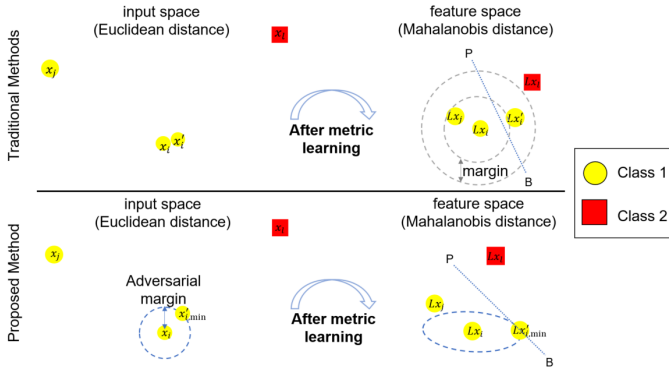 Traditional Methods
input space
(Euclidean distance)
feature space
(Mahalanobis distance)
x_j
x_l
x_i x_i'
After metric
learning
P
Lx_l
Lx_j
Lx_i'
Lx_i
margin
B
Class 1
Class 2
Proposed Method
input space
(Euclidean distance)
feature space
(Mahalanobis distance)
x_j
x_l
Adversarial
margin
x'_{i,min}
x_i
After metric
learning
P
Lx_l
Lx_j
Lx_i
Lx'_{i,min}
B